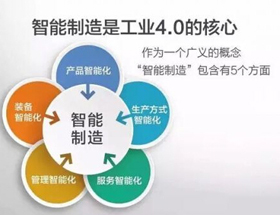 智能制造是工业4.0的核心
作为一个广义的概念
“智能制造”包含有5个方面
产品智能化
装备
智能化
生产方式
智能化
智能
制造
管理智能化
服务智能化